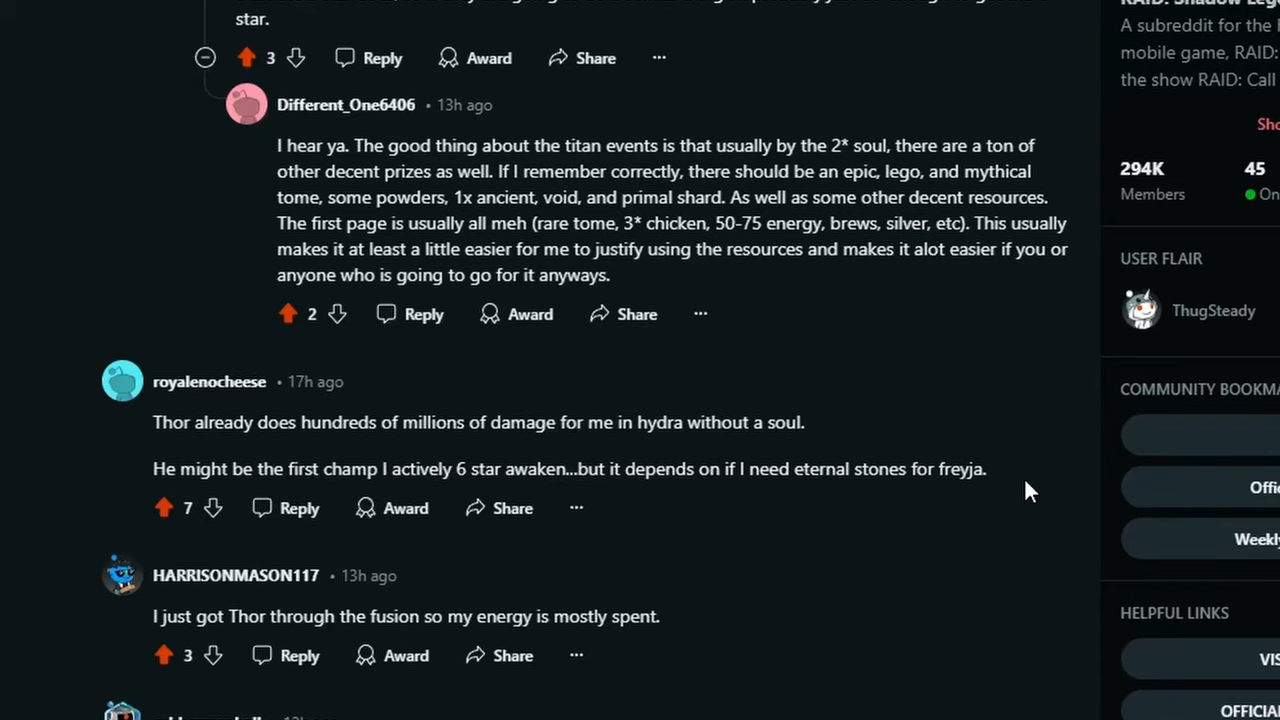 star.
3 Reply Award Share ...
Different_One6406 • 13h ago
I hear ya. The good thing about the titan events is that usually by the 2* soul, there are a ton of
other decent prizes as well. If I remember correctly, there should be an epic, lego, and mythical
tome, some powders, 1x ancient, void, and primal shard. As well as some other decent resources.
The first page is usually all meh (rare tome, 3* chicken, 50-75 energy, brews, silver, etc). This usually
makes it at least a little easier for me to justify using the resources and makes it alot easier if you or
anyone who is going to go for it anyways.
2 Reply Award Share ...
royalenocheese • 17h ago
Thor already does hundreds of millions of damage for me in hydra without a soul.
He might be the first champ I actively 6 star awaken...but it depends on if I need eternal stones for freyja.
7 Reply Award Share ...
HARRISONMASON117 • 13h ago
I just got Thor through the fusion so my energy is mostly spent.
3 Reply Award Share ...
RAID: Shadow
A subreddit for the
mobile game, RAID:
the show RAID: Call
294K 45
Members On
USER FLAIR
ThugSteady
COMMUNITY BOOKMA
Offi
Weekly
HELPFUL LINKS
VIS
OFFICIA